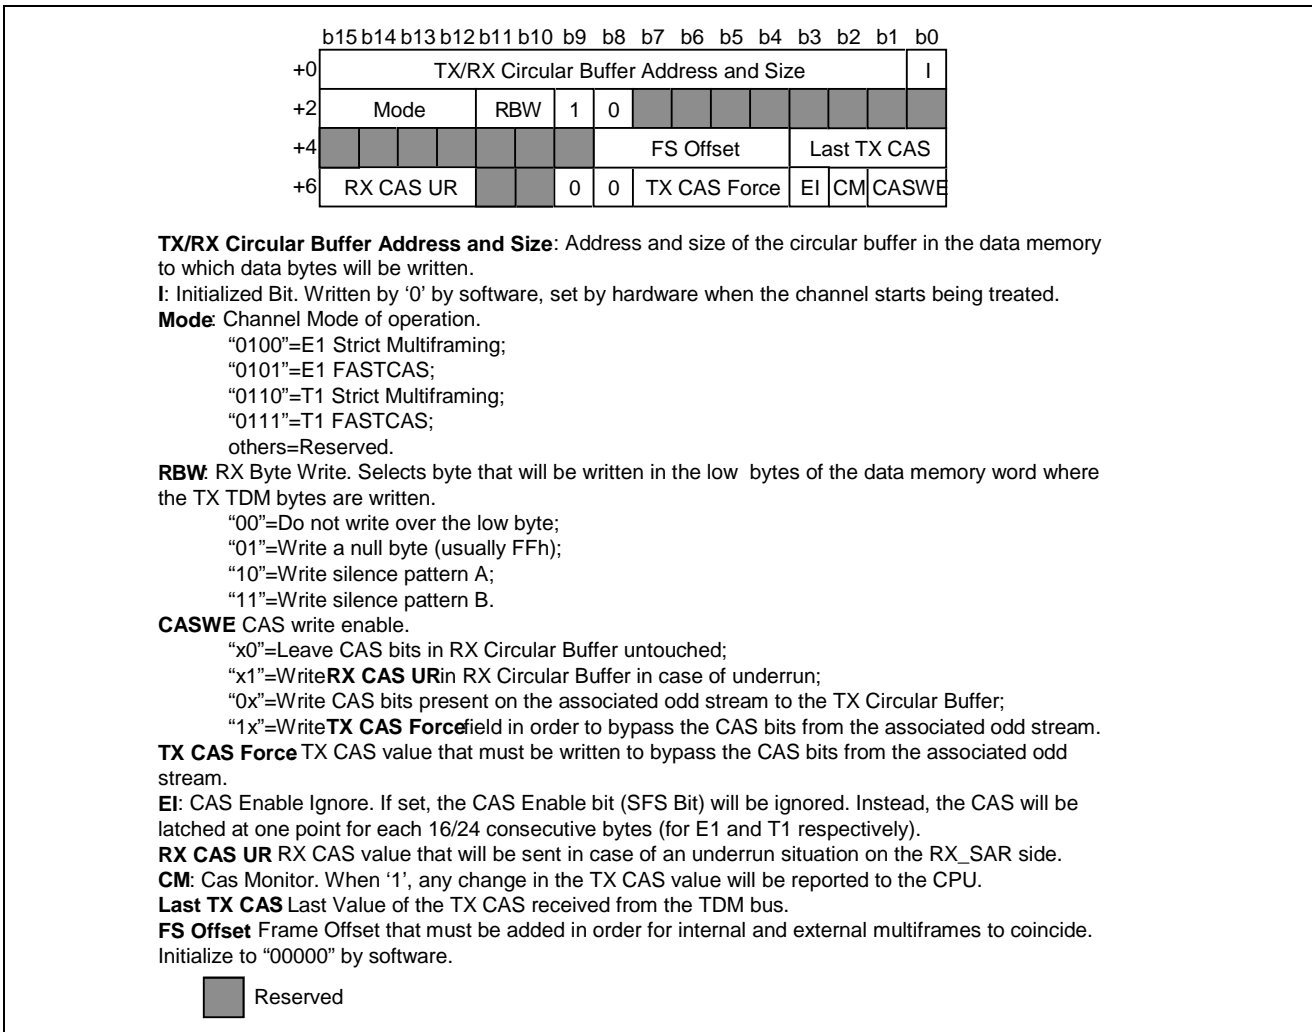 b15 b14 b13 b12 b11 b10 b9 b8 b7 b6 b5 b4 b3 b2 b1 b0
+0 TX/RX Circular Buffer Address and Size I
+2 Mode RBW 1 0
+4 FS Offset Last TX CAS
+6 RX CAS UR 0 0 TX CAS Force EI CM CASWE
TX/RX Circular Buffer Address and Size: Address and size of the circular buffer in the data memory
to which data bytes will be written.
I: Initialized Bit. Written by ‘0’ by software, set by hardware when the channel starts being treated.
Mode: Channel Mode of operation.
“0100”=E1 Strict Multiframing;
“0101”=E1 FASTCAS;
“0110”=T1 Strict Multiframing;
“0111”=T1 FASTCAS;
others=Reserved.
RBW: RX Byte Write. Selects byte that will be written in the low bytes of the data memory word where
the TX TDM bytes are written.
“00”=Do not write over the low byte;
“01”=Write a null byte (usually FFh);
“10”=Write silence pattern A;
“11”=Write silence pattern B.
CASWE CAS write enable.
“x0”=Leave CAS bits in RX Circular Buffer untouched;
“x1”=Write RX CAS UR in RX Circular Buffer in case of underrun;
“0x”=Write CAS bits present on the associated odd stream to the TX Circular Buffer;
“1x”=Write TX CAS Force field in order to bypass the CAS bits from the associated odd stream.
TX CAS Force TX CAS value that must be written to bypass the CAS bits from the associated odd
stream.
EI: CAS Enable Ignore. If set, the CAS Enable bit (SFS Bit) will be ignored. Instead, the CAS will be
latched at one point for each 16/24 consecutive bytes (for E1 and T1 respectively).
RX CAS UR RX CAS value that will be sent in case of an underrun situation on the RX_SAR side.
CM: Cas Monitor. When ‘1’, any change in the TX CAS value will be reported to the CPU.
Last TX CAS Last Value of the TX CAS received from the TDM bus.
FS Offset Frame Offset that must be added in order for internal and external multiframes to coincide.
Initialize to “00000” by software.
Reserved